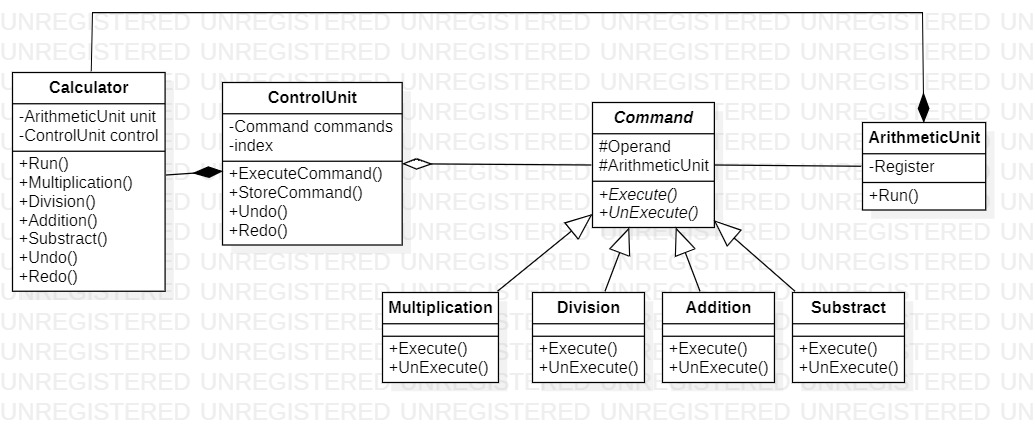 Calculator
-ArithmeticUnit unit
-ControlUnit control
+Run()
+Multiplication()
+Division()
+Addition()
+Substract()
+Undo()
+Redo()
ControlUnit
-Command commands
-index
+ExecuteCommand()
+StoreCommand()
+Undo()
+Redo()
Command
#Operand
#ArithmeticUnit
+Execute()
+UnExecute()
ArithmeticUnit
-Register
+Run()
Multiplication
+Execute()
+UnExecute()
Division
+Execute()
+UnExecute()
Addition
+Execute()
+UnExecute()
Substract
+Execute()
+UnExecute()
UNREGISTERED UNREGISTERED UNREGISTERED UNREGISTERED UNREGISTERED